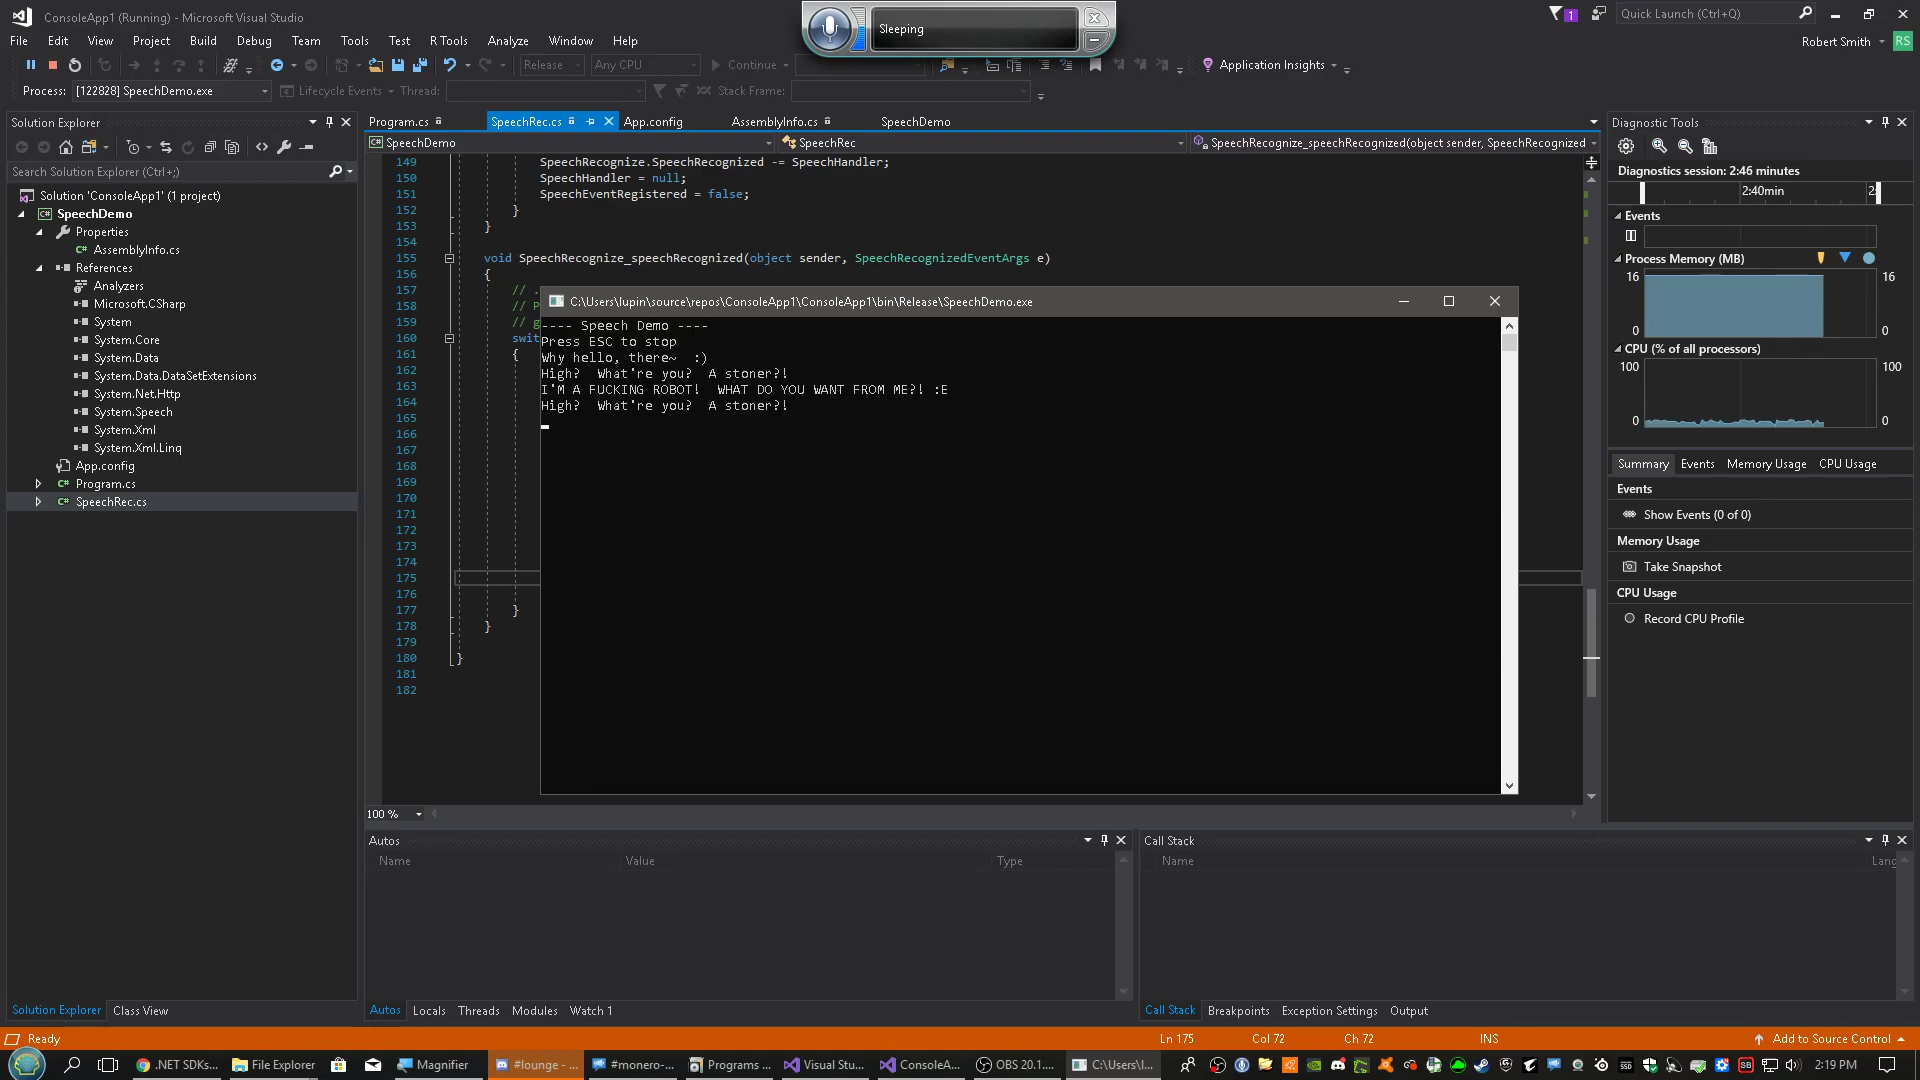 ConsoleApp1 (Running) - Microsoft Visual Studio
Sleeping
1
Quick Launch (Ctrl+Q)
File Edit View Project Build Debug Team Tools Test R Tools Analyze Window Help
Robert Smith RS
Release Any CPU Continue Application Insights
Process: [122828] SpeechDemo.exe Lifecycle Events Thread: Stack Frame:
Solution Explorer
Search Solution Explorer (Ctrl+;)
Solution 'ConsoleApp1' (1 project)
SpeechDemo
Properties
AssemblyInfo.cs
References
Analyzers
Microsoft.CSharp
System
System.Core
System.Data
System.Data.DataSetExtensions
System.Net.Http
System.Speech
System.Xml
System.Xml.Linq
App.config
Program.cs
SpeechRec.cs
Solution Explorer Class View
Program.cs SpeechRec.cs App.config AssemblyInfo.cs SpeechDemo
SpeechDemo SpeechRec SpeechRecognize_speechRecognized(object sender, SpeechRecognized
149 SpeechRecognize.SpeechRecognized -= SpeechHandler;
150 SpeechHandler = null;
151 SpeechEventRegistered = false;
152 }
153 }
154
155 void SpeechRecognize_speechRecognized(object sender, SpeechRecognizedEventArgs e)
156 {
157 // .
158 // P
159 // g
160 swit
161 {
162
163
164
165
166
167
168
169
170
171
172
173
174
175
176
177 }
178 }
179
180 }
181
182
C:\Users\lupin\source\repos\ConsoleApp1\ConsoleApp1\bin\Release\SpeechDemo.exe
---- Speech Demo ----
Press ESC to stop
Why hello, there~  :)
High?  What're you?  A stoner?!
I'M A FUCKING ROBOT!  WHAT DO YOU WANT FROM ME?! :E
High?  What're you?  A stoner?!
100 %
Autos
Name Value Type
Autos Locals Threads Modules Watch 1
Call Stack
Name Lang
Call Stack Breakpoints Exception Settings Output
Diagnostic Tools
Diagnostics session: 2:46 minutes
2:40min 2:
Events
Process Memory (MB)
16 16
0 0
CPU (% of all processors)
100 100
0 0
Summary Events Memory Usage CPU Usage
Events
Show Events (0 of 0)
Memory Usage
Take Snapshot
CPU Usage
Record CPU Profile
Ready Ln 175 Col 72 Ch 72 INS Add to Source Control
.NET SDKs... File Explorer Magnifier #lounge - ... #monero-... Programs ... Visual Stu... ConsoleA... OBS 20.1.... C:\Users\l... 2:19 PM